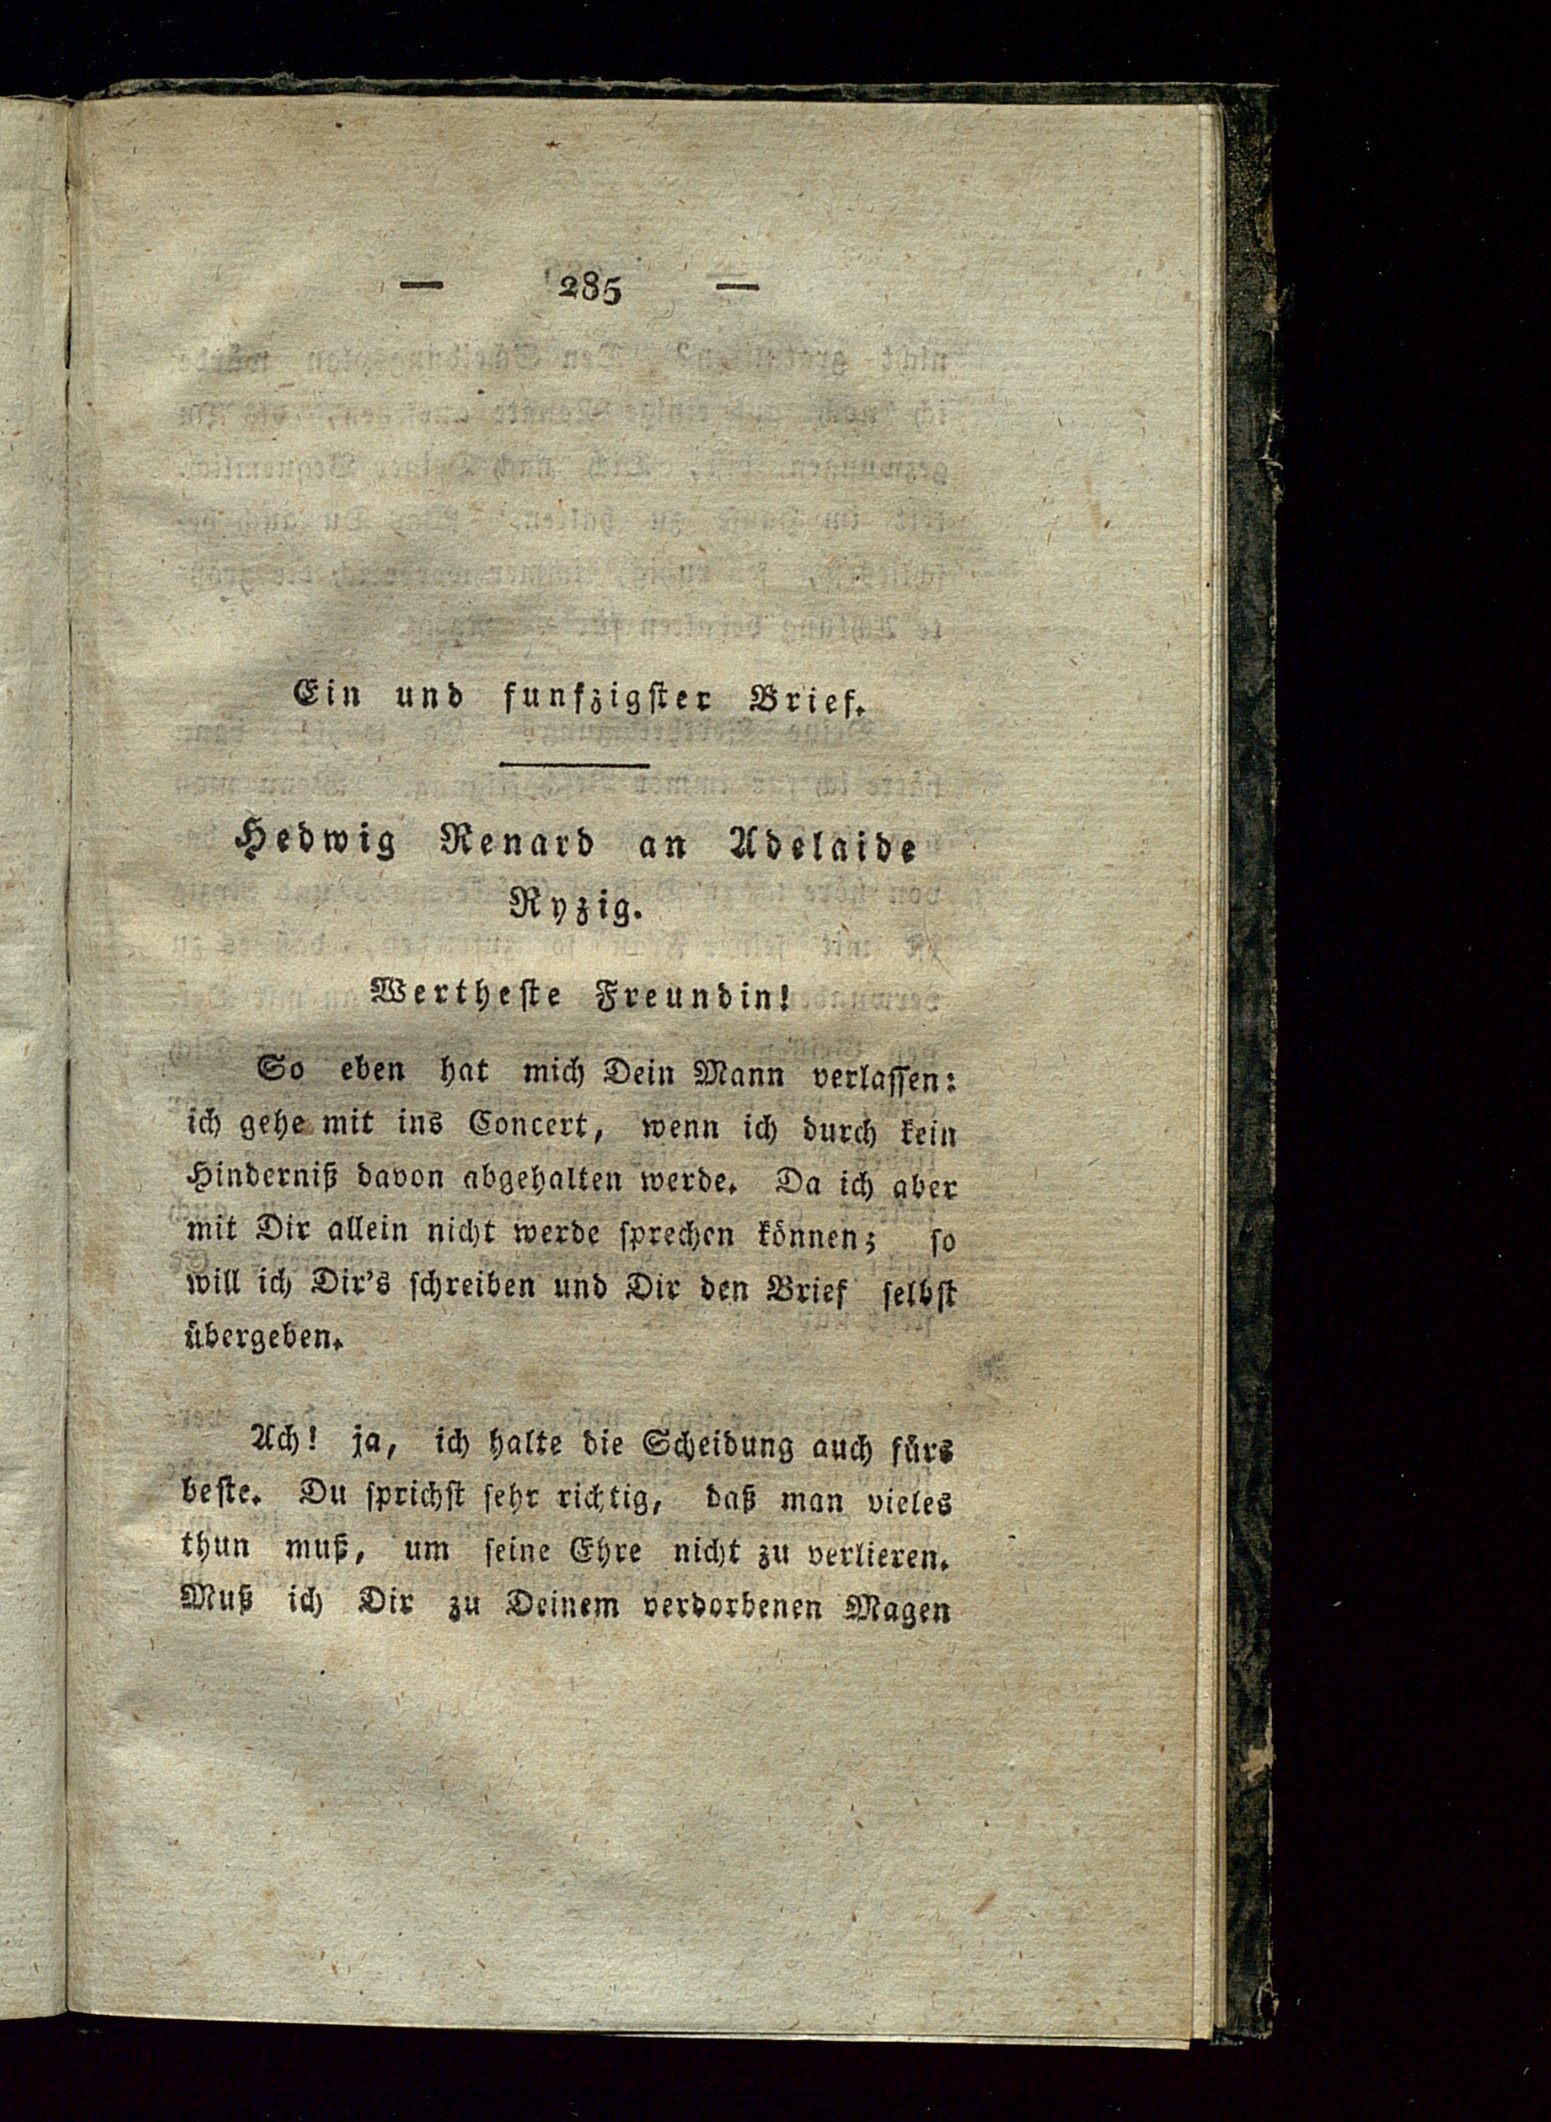 — 285 —
Ein und funfzigſter Brief.
Hedwig Renard an Adelaide
Ryzig.
Wertheſte Freundin!
So eben hat mich Dein Mann verlaſſen:
ich gehe mit ins Concert, wenn ich durch kein
Hinderniß davon abgehalten werde. Da ich aber
mit Dir allein nicht werde ſprechen können; ſo
will ich Dir's ſchreiben und Dir den Brief ſelbſt
übergeben.
Ach! ja, ich halte die Scheidung auch fürs
beſte. Du ſprichſt ſehr richtig, daß man vieles
thun muß, um ſeine Ehre nicht zu verlieren.
Muß ich Dir zu Deinem verdorbenen Magen